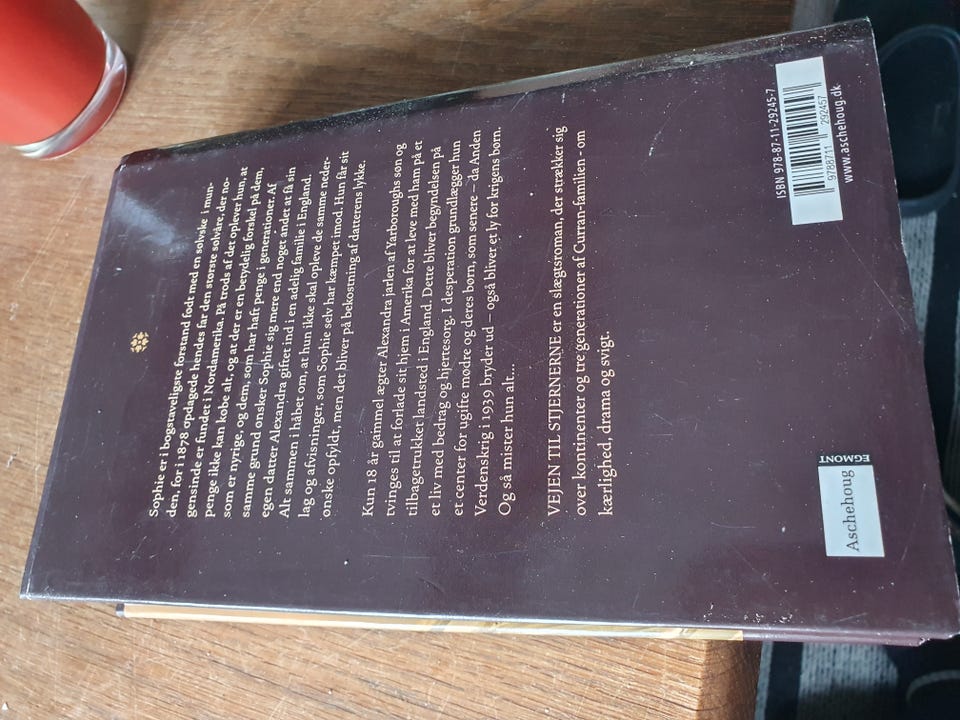 Sophie er i bogstaveligste forstand født med en sølvske i mun-
den, for i 1878 opdagede hendes far den største sølvåre, der no-
gensinde er fundet i Nordamerika. På trods af det oplever hun, at
penge ikke kan købe alt, og at der er en betydelig forskel på dem,
som er nyrige, og dem, som har haft penge i generationer. Af
samme grund ønsker Sophie sig mere end noget andet at få sin
egen datter Alexandra giftet ind i en adelig familie i England.
Alt sammen i håbet om, at hun ikke skal opleve de samme neder-
lag og afvisninger, som Sophie selv har kæmpet imod. Hun får sit
ønske opfyldt, men det bliver på bekostning af datterens lykke.
Kun 18 år gammel ægter Alexandra jarlen af Yarboroughs søn og
tvinges til at forlade sit hjem i Amerika for at leve med ham på et
tilbagetrukket landsted i England. Dette bliver begyndelsen på
et liv med bedrag og hjertesorg. I desperation grundlægger hun
et center for ugifte mødre og deres børn, som senere – da Anden
Verdenskrig i 1939 bryder ud – også bliver et ly for krigens børn.
Og så mister hun alt...
VEJEN TIL STJERNERNE er en slægtsroman, der strækker sig
over kontinenter og tre generationer af Curran-familien – om
kærlighed, drama og svigt.
Aschehoug
EGMONT
ISBN 978-87-11-29245-7
9788711 292457
www.aschehoug.dk